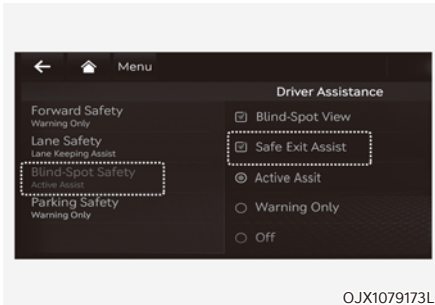 Menu
Driver Assistance
Forward Safety
Warning Only
Lane Safety
Lane Keeping Assist
Blind-Spot Safety
Active Assist
Parking Safety
Warning Only
Blind-Spot View
Safe Exit Assist
Active Assit
Warning Only
Off
OJX1079173L